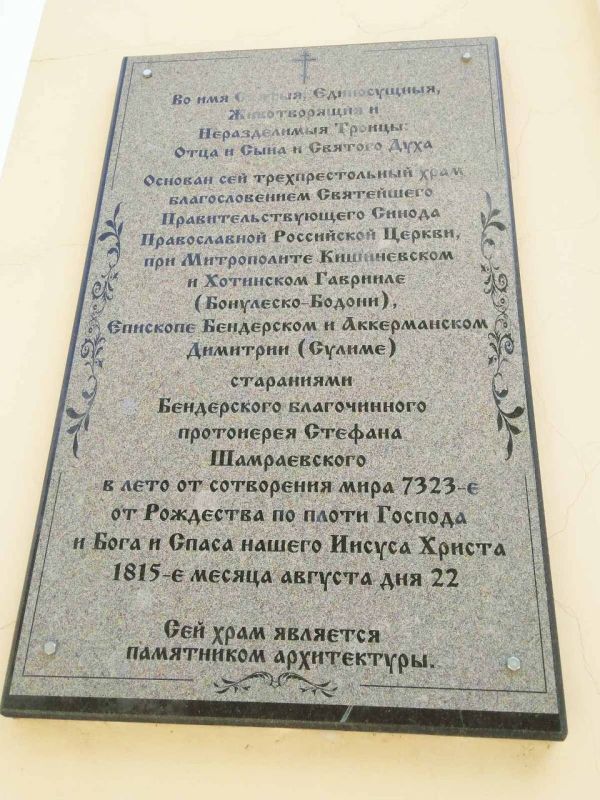 Во имя Святыя, Единосущныя,
Животворящия и
Нераздeлимыя Троицы:
Отца и Сына и Святого Духа
Основан сей трехпрестольный храм
благословением Святейшего
Правительствующего Синода
Православной Российской Церкви,
при Митрополите Кишиневском
и Хотинском Гаврииле
(Бонулеско-Бодони),
Епископе Бендерском и Аккерманском
Димитрии (Сулиме)
стараниями
Бендерского благочинного
протоиерея Стефана
Шамраевского
в лето от сотворения мира 7323-е
от Рождества по плоти Господа
и Бога и Спаса нашего Иисуса Христа
1815-е месяца августа дня 22
Сей храм является
памятником архитектуры.